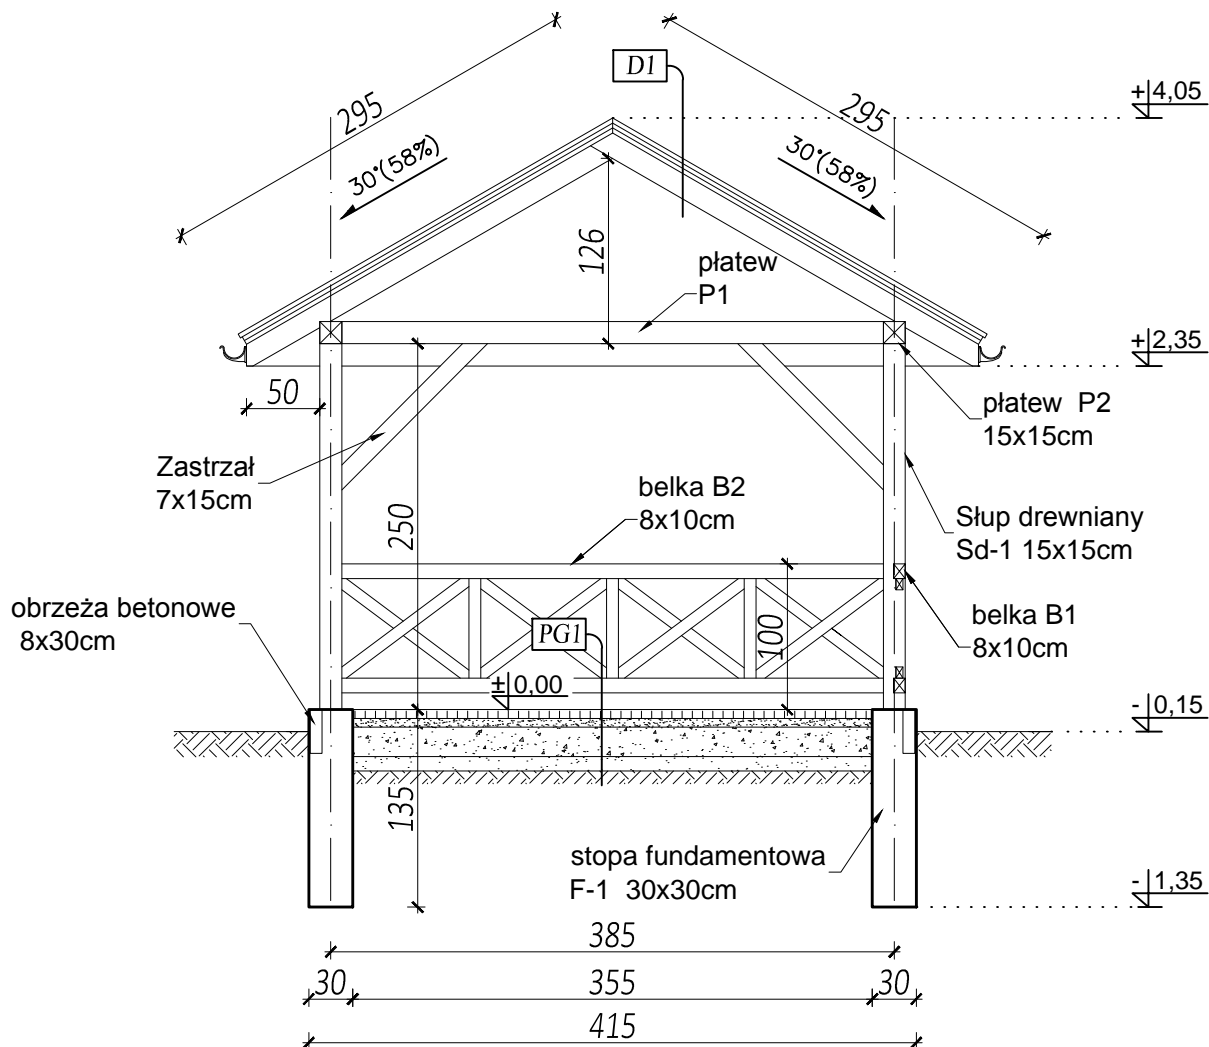 295
30°(58%)
D1
295
30°(58%)
+4,05
126
płatew
P1
+2,35
50
płatew P2
15x15cm
Zastrzał
7x15cm
250
belka B2
8x10cm
Słup drewniany
Sd-1 15x15cm
obrzeża betonowe
8x30cm
PG1
100
belka B1
8x10cm
±0,00
-0,15
135
stopa fundamentowa
F-1 30x30cm
-1,35
385
30
355
30
415